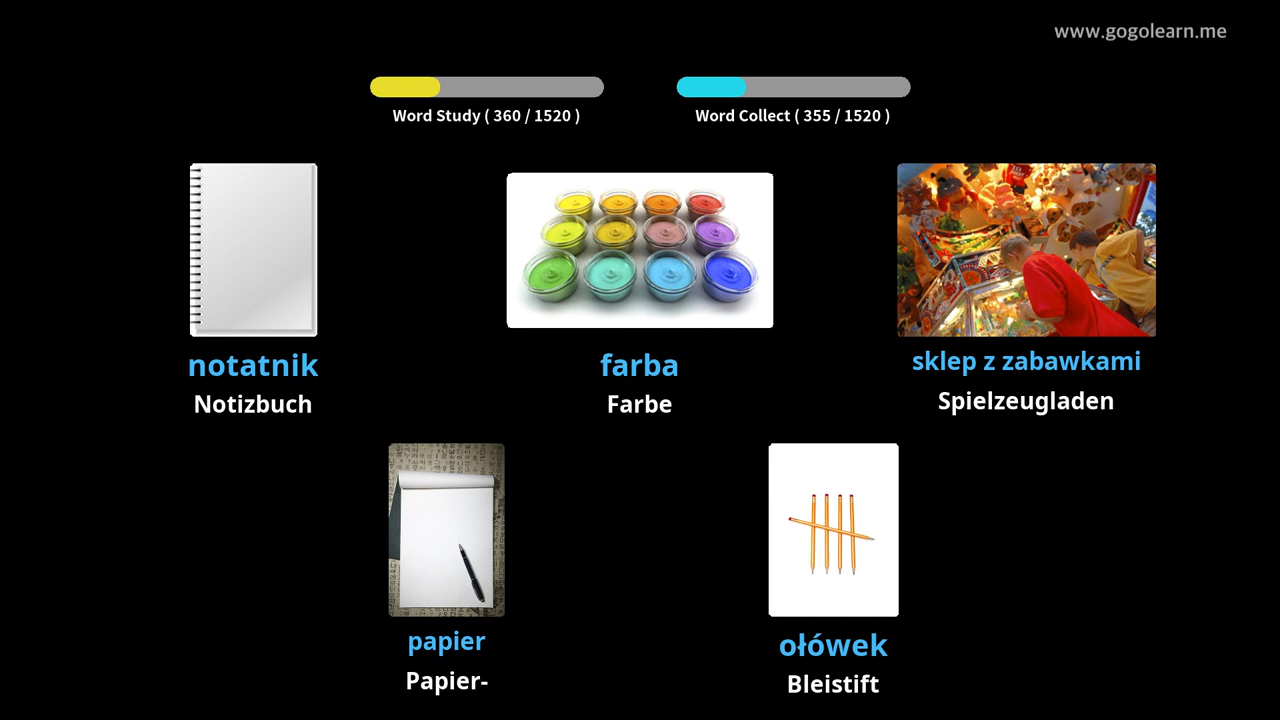 www.gogolearn.me
Word Study ( 360 / 1520 )
Word Collect ( 355 / 1520 )
notatnik
Notizbuch
farba
Farbe
sklep z zabawkami
Spielzeugladen
papier
Papier-
ołówek
Bleistift